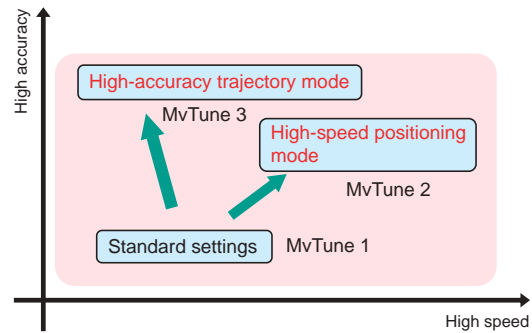 High accuracy
High-accuracy trajectory mode
MvTune 3
High-speed positioning
mode
MvTune 2
Standard settings
MvTune 1
High speed